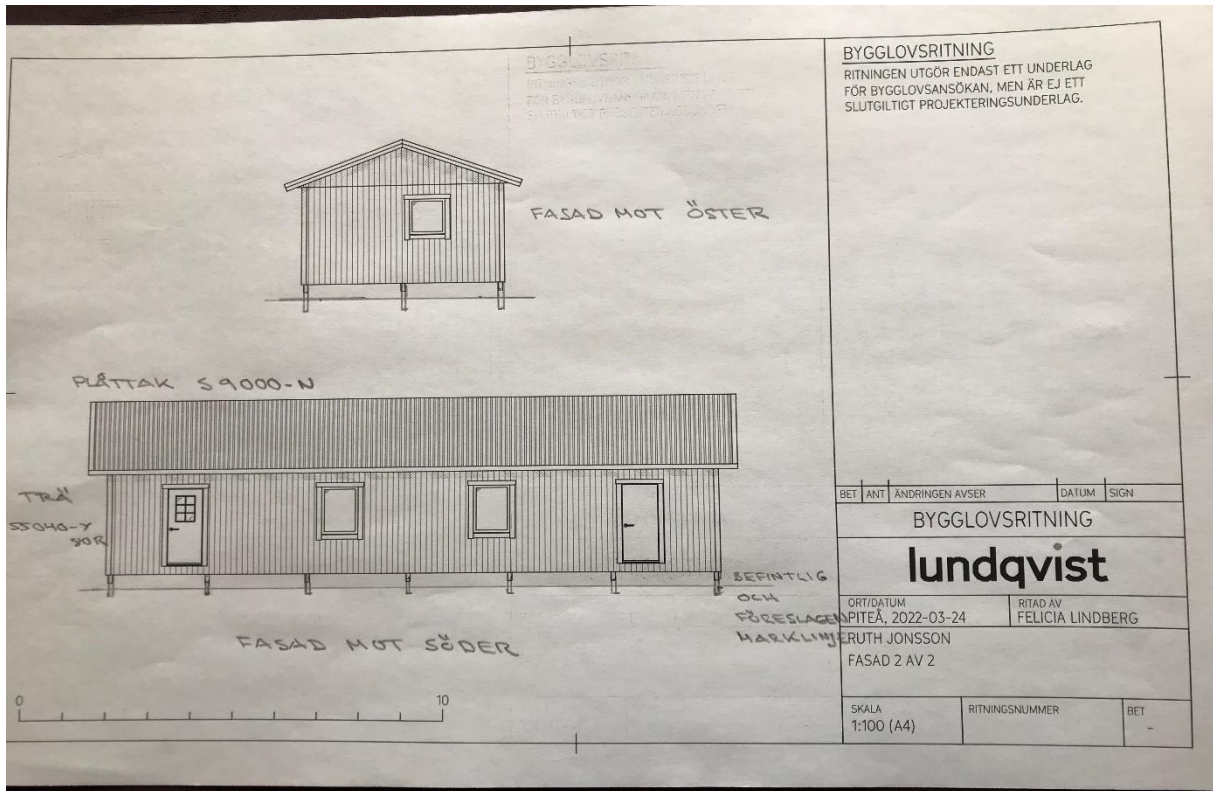 BYGGLOVSRITNING
RITNINGEN UTGÖR ENDAST ETT UNDERLAG
FÖR BYGGLOVSANSÖKAN, MEN ÄR EJ ETT
SLUTGILTIGT PROJEKTERINGSUNDERLAG.
FASAD MOT ÖSTER
PLÅTTAK S9000-N
TRÄ
S5040-Y
50R
BEFINTLIG
OCH
FÖRESLAGEN
MARKLINJE
FASAD MOT SÖDER
0 10
BET ANT ÄNDRINGEN AVSER DATUM SIGN
BYGGLOVSRITNING
lundqvist
ORT/DATUM
PITEÅ, 2022-03-24
RITAD AV
FELICIA LINDBERG
RUTH JONSSON
FASAD 2 AV 2
SKALA
1:100 (A4)
RITNINGSNUMMER
BET
-